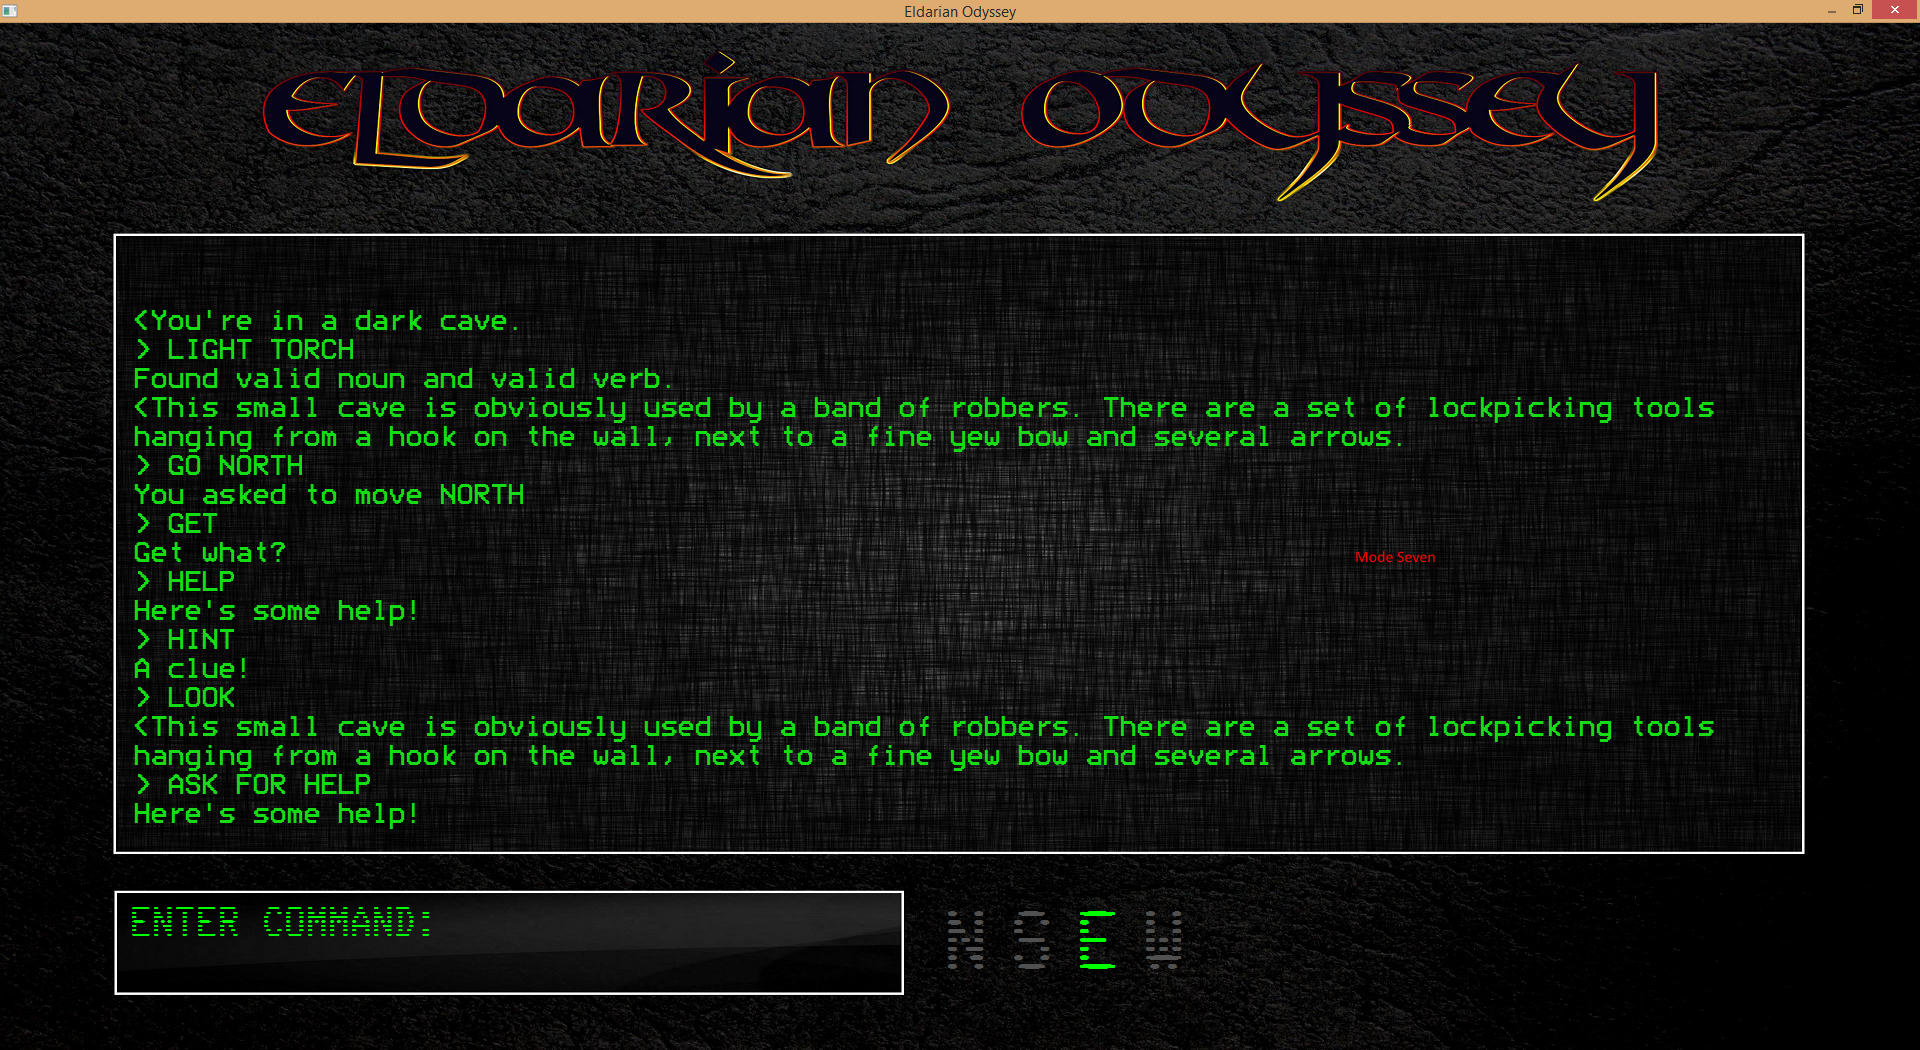 Eldarian Odyssey
ELDARIAN ODYSSEY
<You're in a dark cave.
> LIGHT TORCH
Found valid noun and valid verb.
<This small cave is obviously used by a band of robbers. There are a set of lockpicking tools
hanging from a hook on the wall, next to a fine yew bow and several arrows.
> GO NORTH
You asked to move NORTH
> GET
Get what?
Mode Seven
> HELP
Here's some help!
> HINT
A clue!
> LOOK
<This small cave is obviously used by a band of robbers. There are a set of lockpicking tools
hanging from a hook on the wall, next to a fine yew bow and several arrows.
> ASK FOR HELP
Here's some help!
ENTER COMMAND:
N S E W